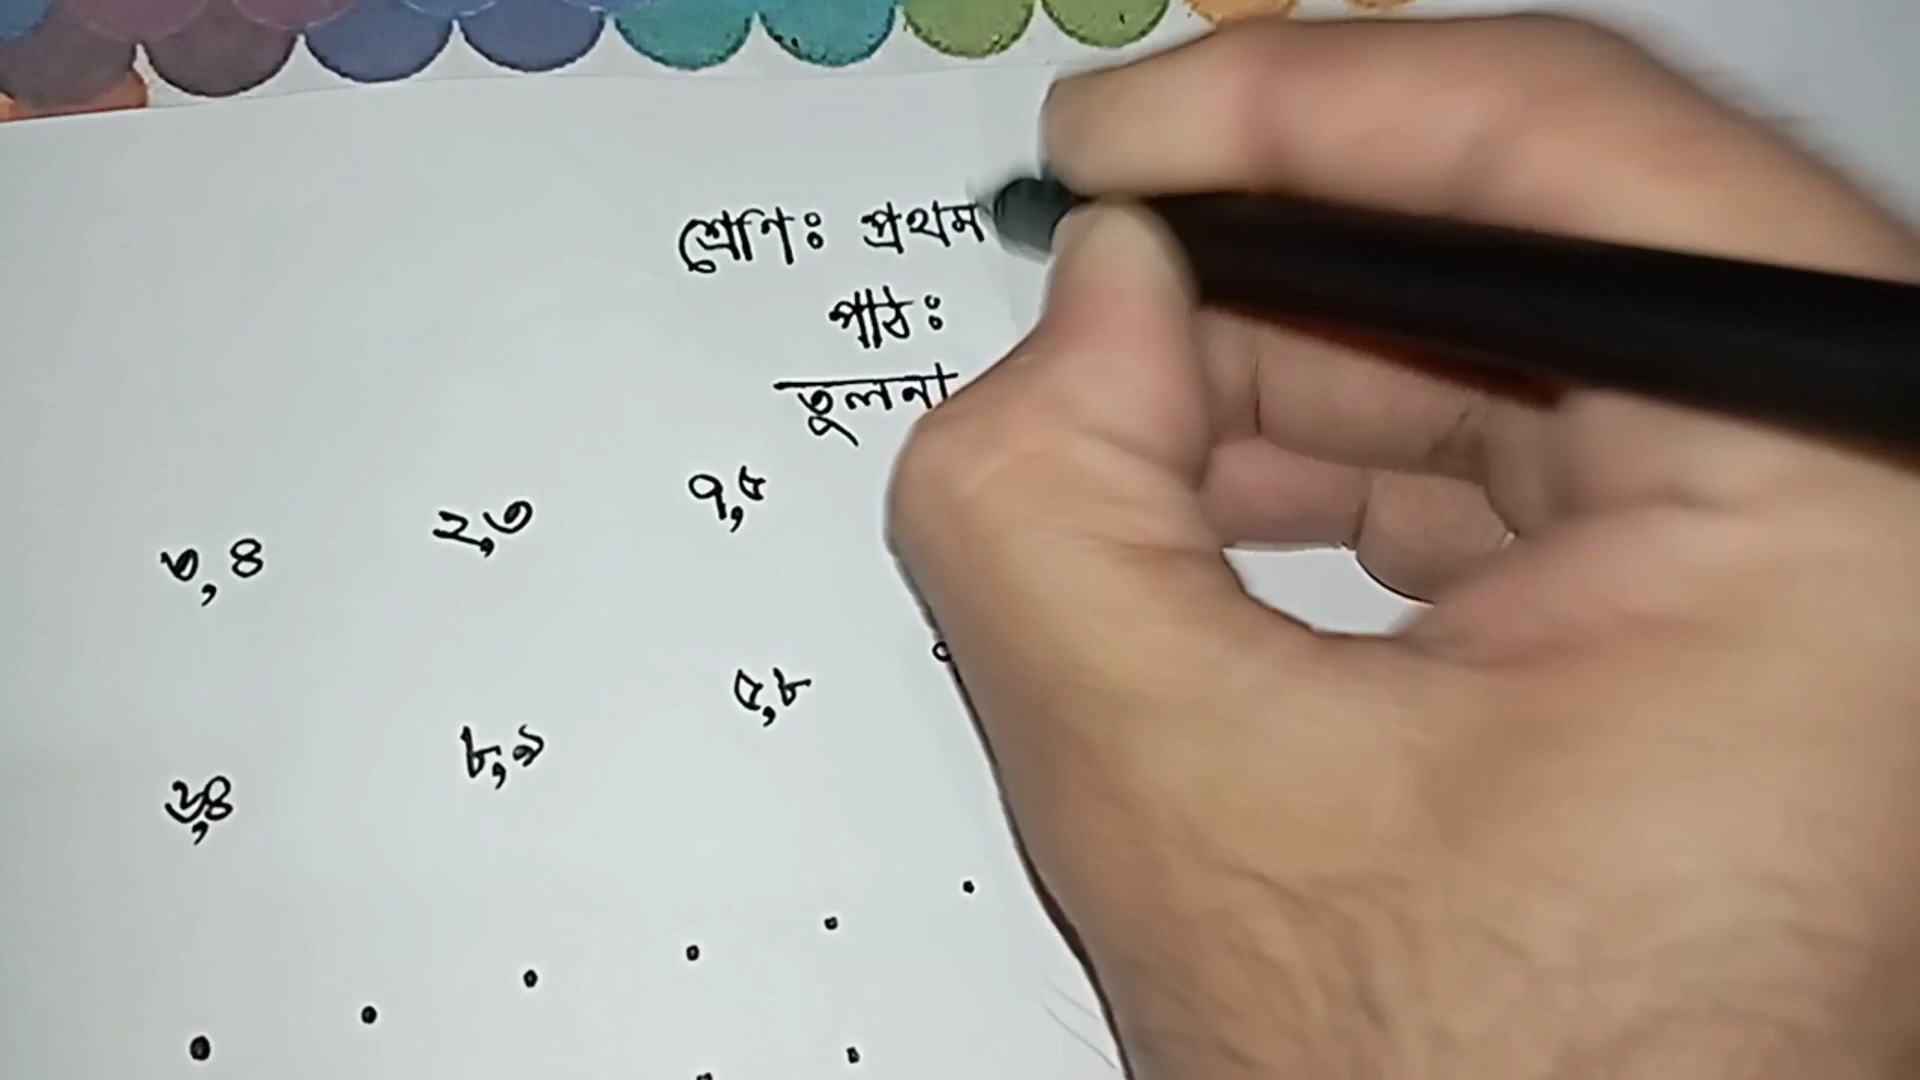 শ্রেণিঃ প্রথম
পাঠঃ
তুলনা
৩, ৪ ২,৩ ৭,৫
৬,৪ ৮,৯ ৫,৮